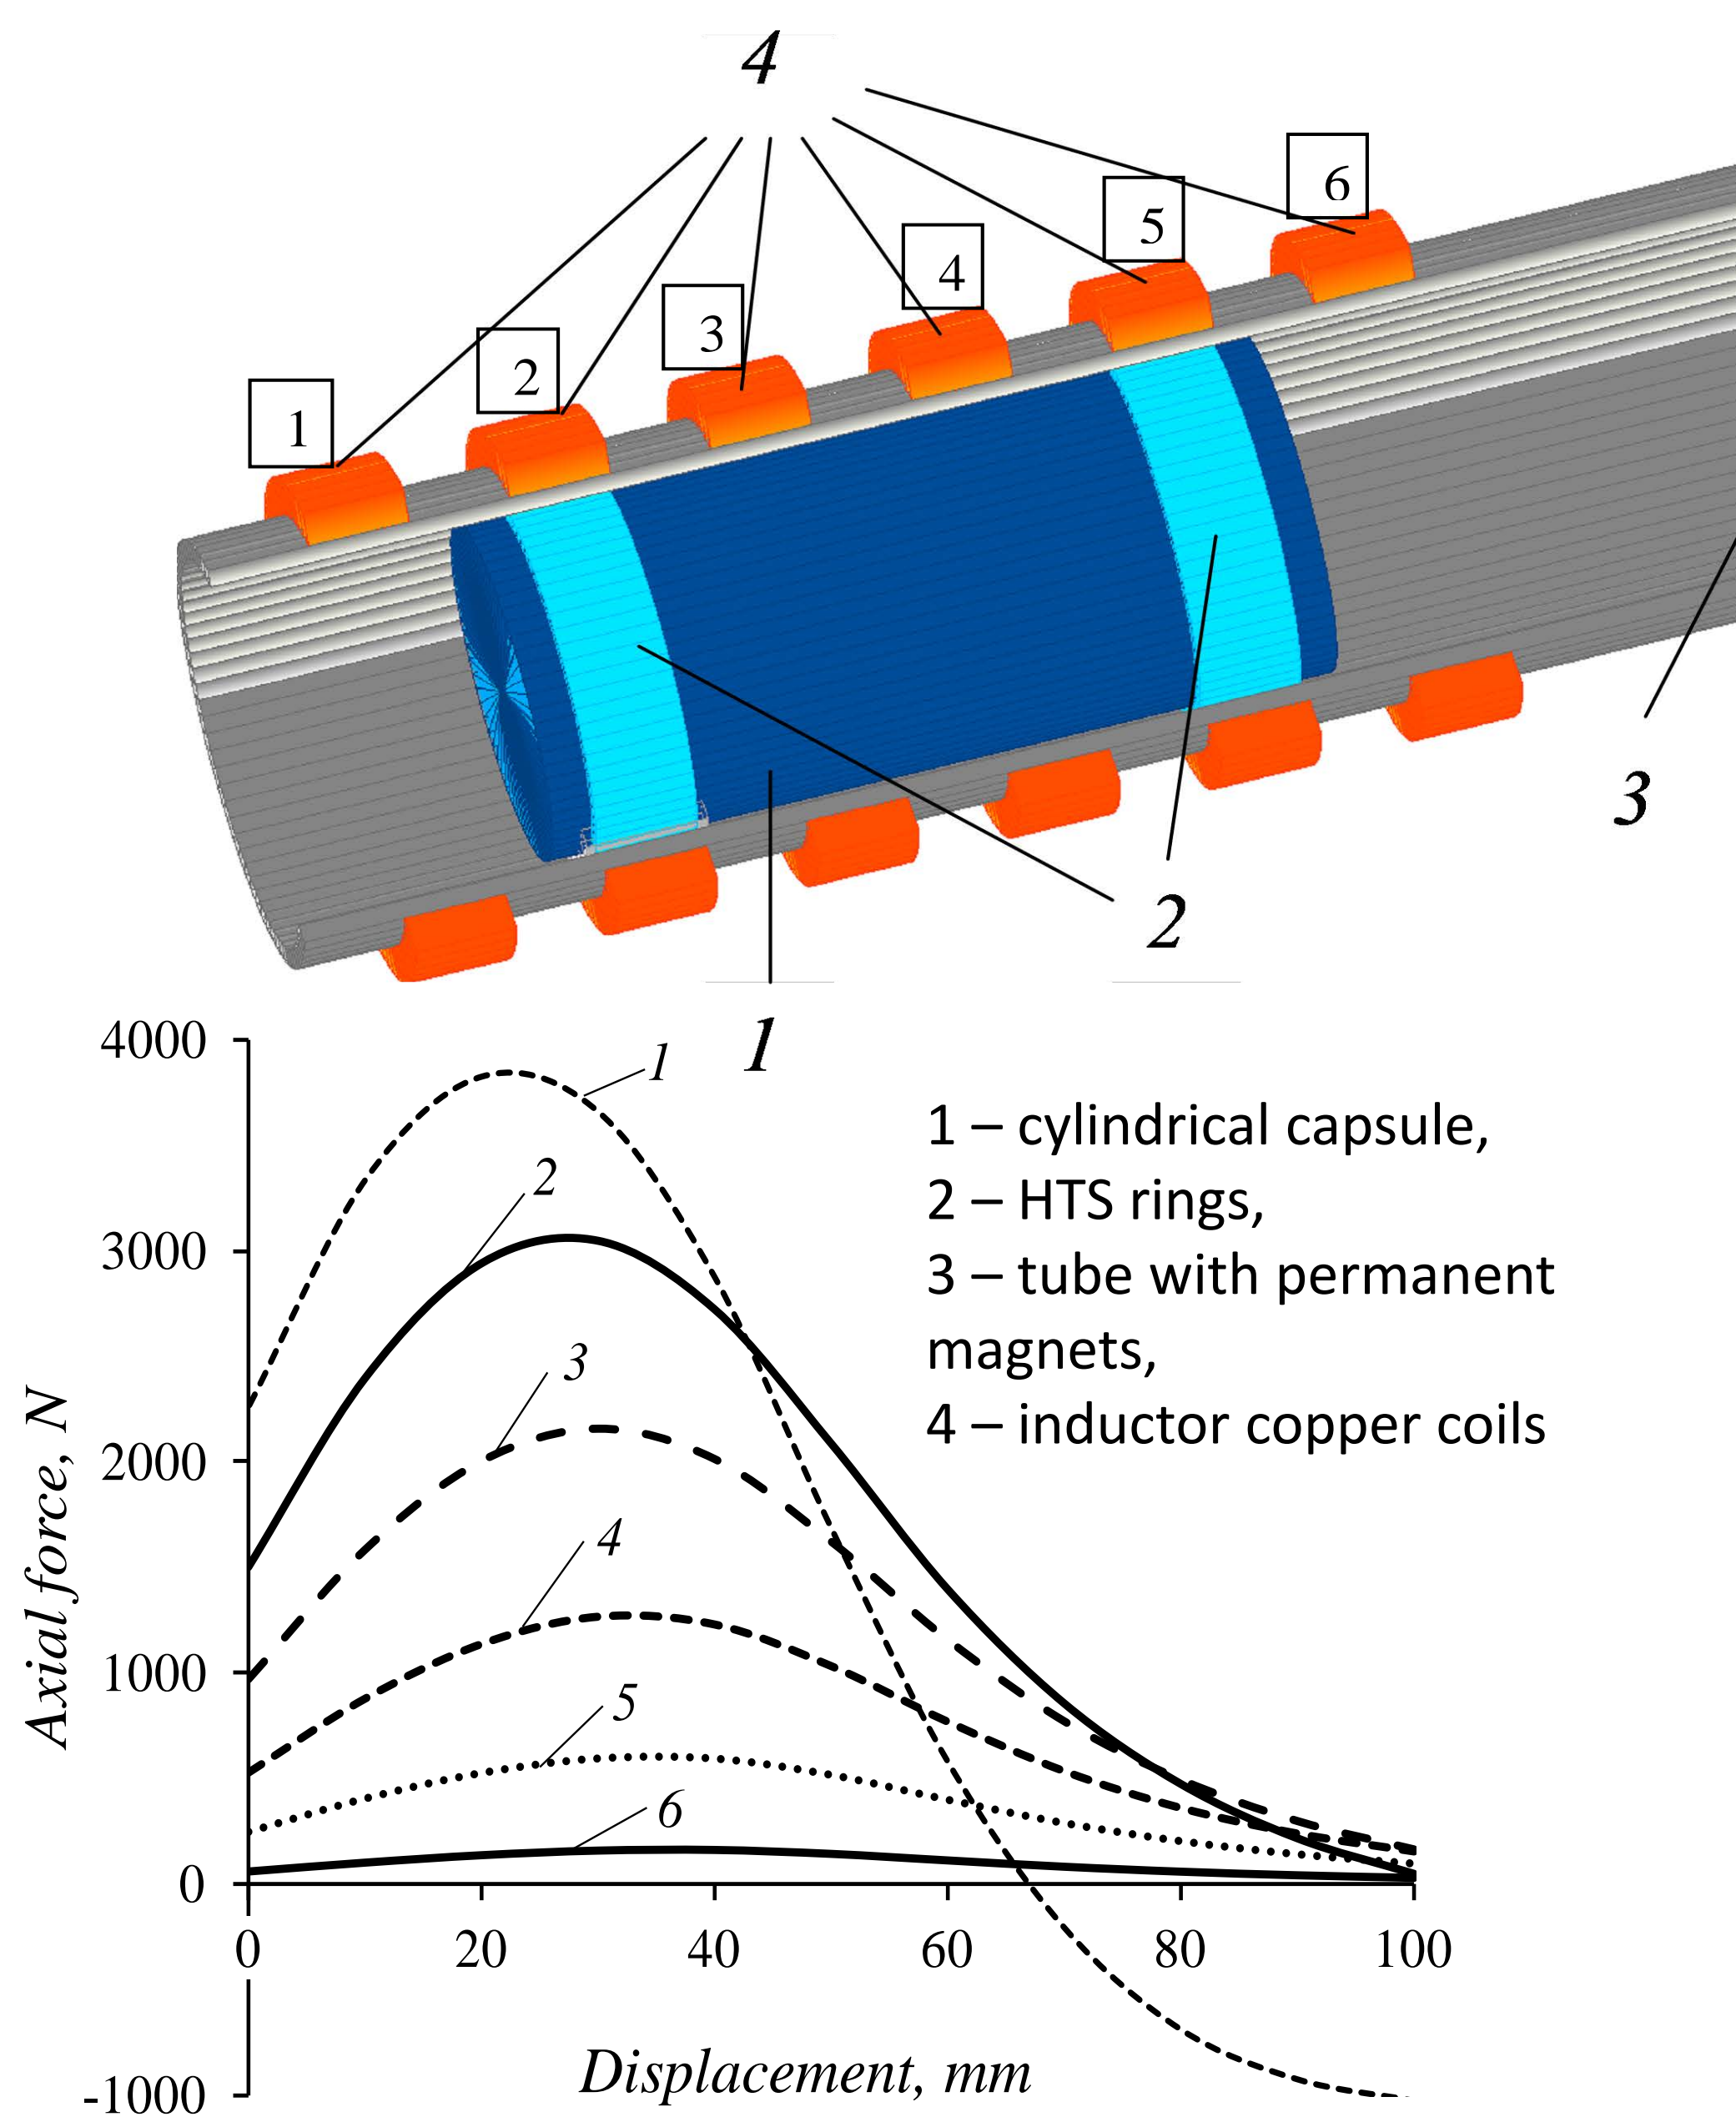 4
6
5
4
3
2
1
3
2
1
4000
3000
2000
1000
0
-1000
Axial force, N
0 20 40 60 80 100
Displacement, mm
1
2
3
4
5
6
1 – cylindrical capsule,
2 – HTS rings,
3 – tube with permanent
magnets,
4 – inductor copper coils